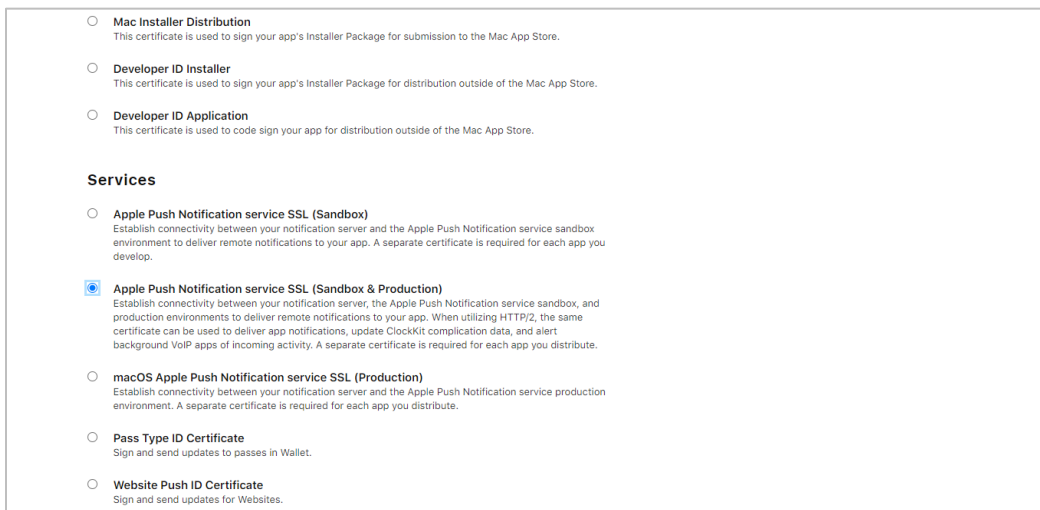 Mac Installer Distribution
This certificate is used to sign your app's Installer Package for submission to the Mac App Store.
Developer ID Installer
This certificate is used to sign your app's Installer Package for distribution outside of the Mac App Store.
Developer ID Application
This certificate is used to code sign your app for distribution outside of the Mac App Store.
Services
Apple Push Notification service SSL (Sandbox)
Establish connectivity between your notification server and the Apple Push Notification service sandbox
environment to deliver remote notifications to your app. A separate certificate is required for each app you
develop.
Apple Push Notification service SSL (Sandbox & Production)
Establish connectivity between your notification server, the Apple Push Notification service sandbox, and
production environments to deliver remote notifications to your app. When utilizing HTTP/2, the same
certificate can be used to deliver app notifications, update ClockKit complication data, and alert
background VoIP apps of incoming activity. A separate certificate is required for each app you distribute.
macOS Apple Push Notification service SSL (Production)
Establish connectivity between your notification server and the Apple Push Notification service production
environment. A separate certificate is required for each app you distribute.
Pass Type ID Certificate
Sign and send updates to passes in Wallet.
Website Push ID Certificate
Sign and send updates for Websites.